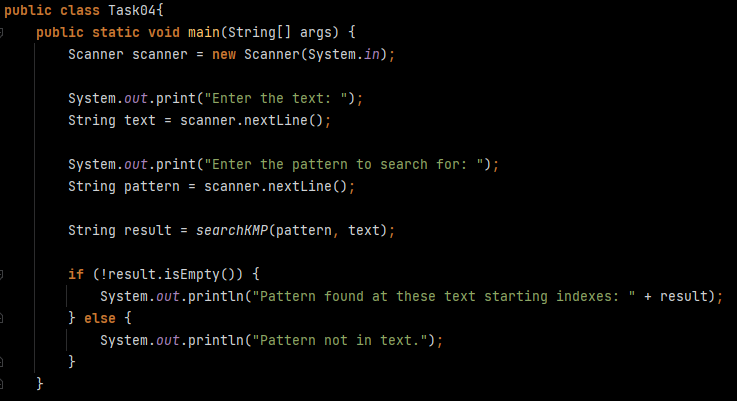 public class Task04{
    public static void main(String[] args) {
        Scanner scanner = new Scanner(System.in);

        System.out.print("Enter the text: ");
        String text = scanner.nextLine();

        System.out.print("Enter the pattern to search for: ");
        String pattern = scanner.nextLine();

        String result = searchKMP(pattern, text);

        if (!result.isEmpty()) {
            System.out.println("Pattern found at these text starting indexes: " + result);
        } else {
            System.out.println("Pattern not in text.");
        }
    }